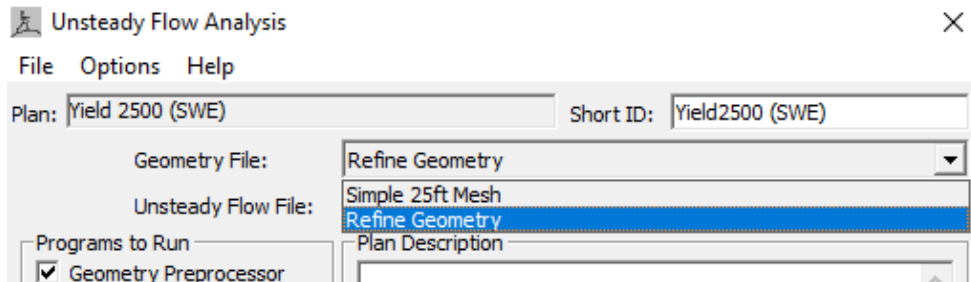 Unsteady Flow Analysis
File Options Help
Plan: Yield 2500 (SWE) Short ID: Yield2500 (SWE)
Geometry File: Refine Geometry
Simple 25ft Mesh
Unsteady Flow File: Refine Geometry
Programs to Run Plan Description
Geometry Preprocessor